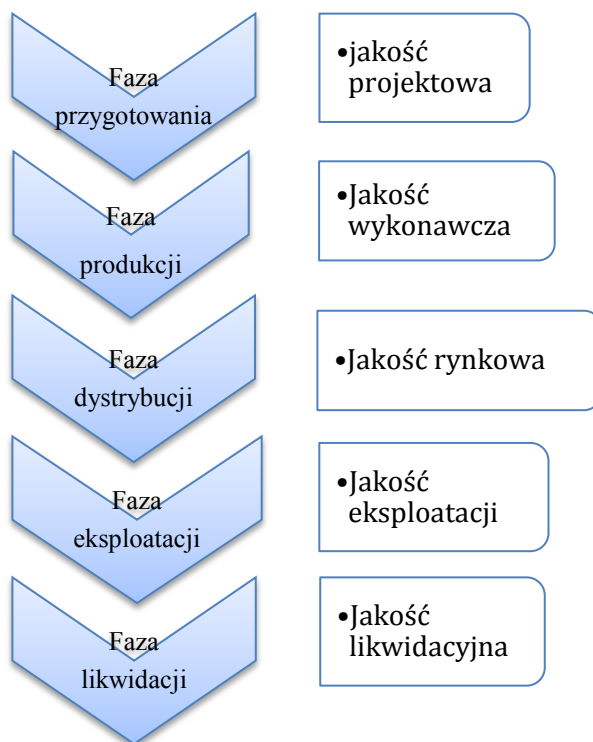 Faza
przygotowania
•jakość
projektowa
Faza
produkcji
•Jakość
wykonawcza
Faza
dystrybucji
•Jakość rynkowa
Faza
eksploatacji
•Jakość
eksploatacji
Faza
likwidacji
•Jakość
likwidacyjna